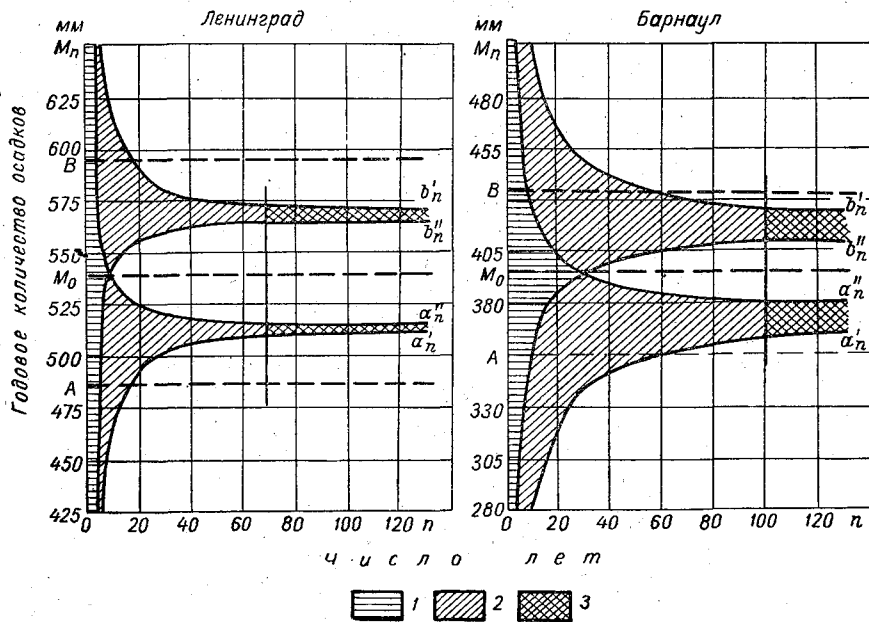 Ленинград
Барнаул
мм
Mn
625
600
B
575
550
M₀
525
500
A
475
450
425
b'n
b''n
a''n
a'n
0 20 40 60 80 100 120 n
мм
Mn
480
455
B
405
M₀
380
A
330
305
280
b'n
b''n
a''n
a'n
0 20 40 60 80 100 120 n
Годовое количество осадков
Число лет
1 2 3